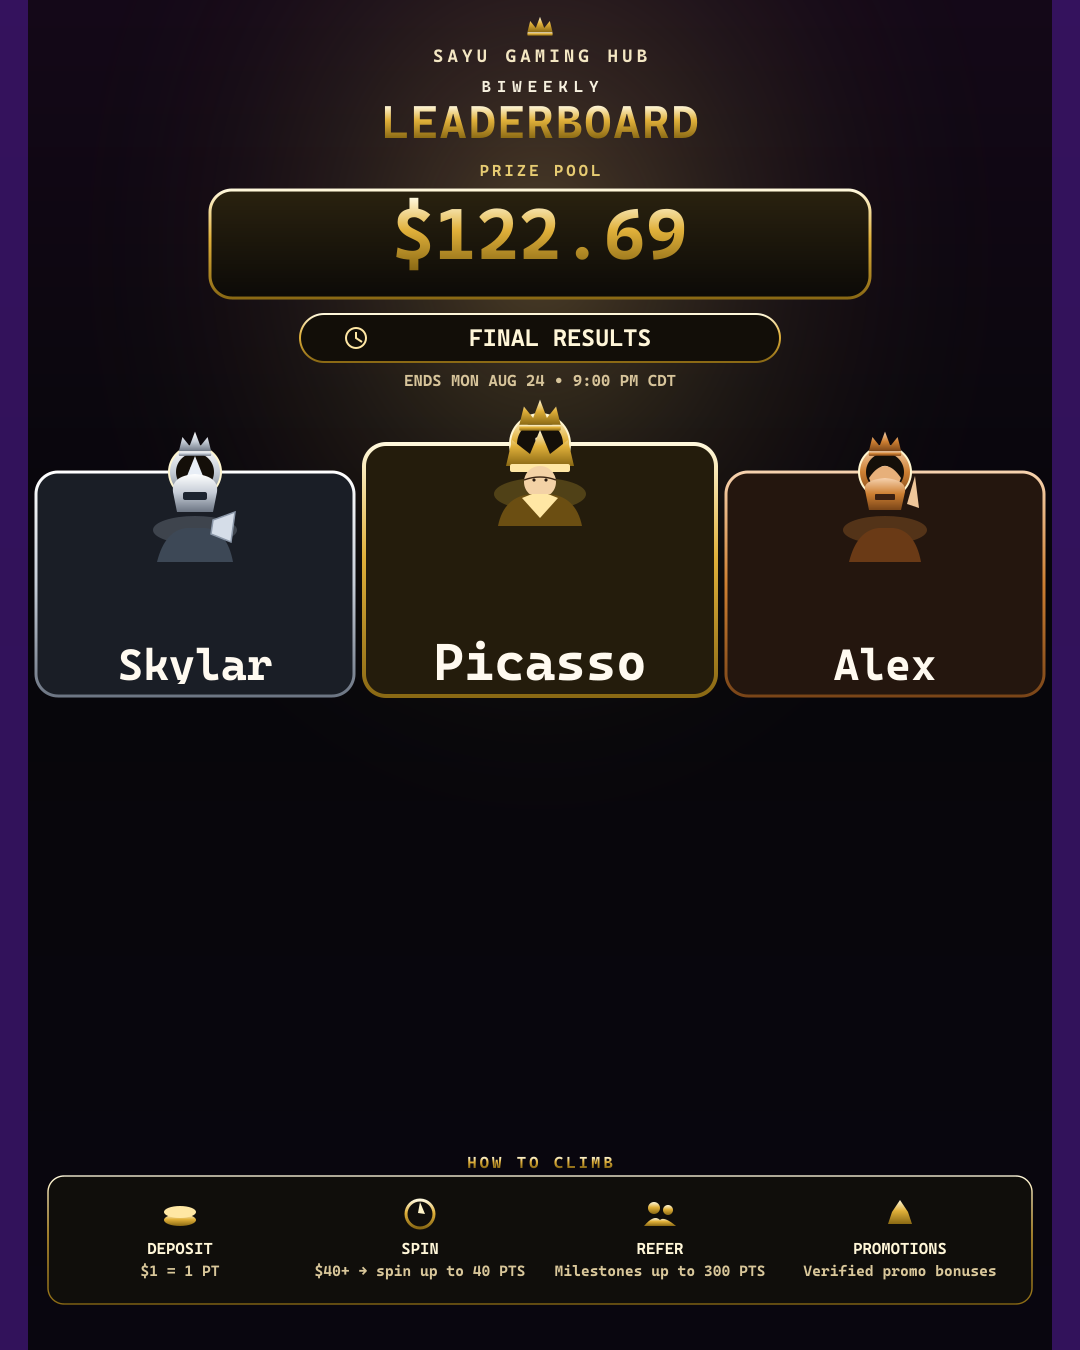 SAYU GAMING HUB
BIWEEKLY
LEADERBOARD
PRIZE POOL
$122.69
FINAL RESULTS
ENDS MON AUG 24 • 9:00 PM CDT
Skylar
Picasso
Alex
HOW TO CLIMB
DEPOSIT
$1 = 1 PT
SPIN
$40+ → spin up to 40 PTS
REFER
Milestones up to 300 PTS
PROMOTIONS
Verified promo bonuses